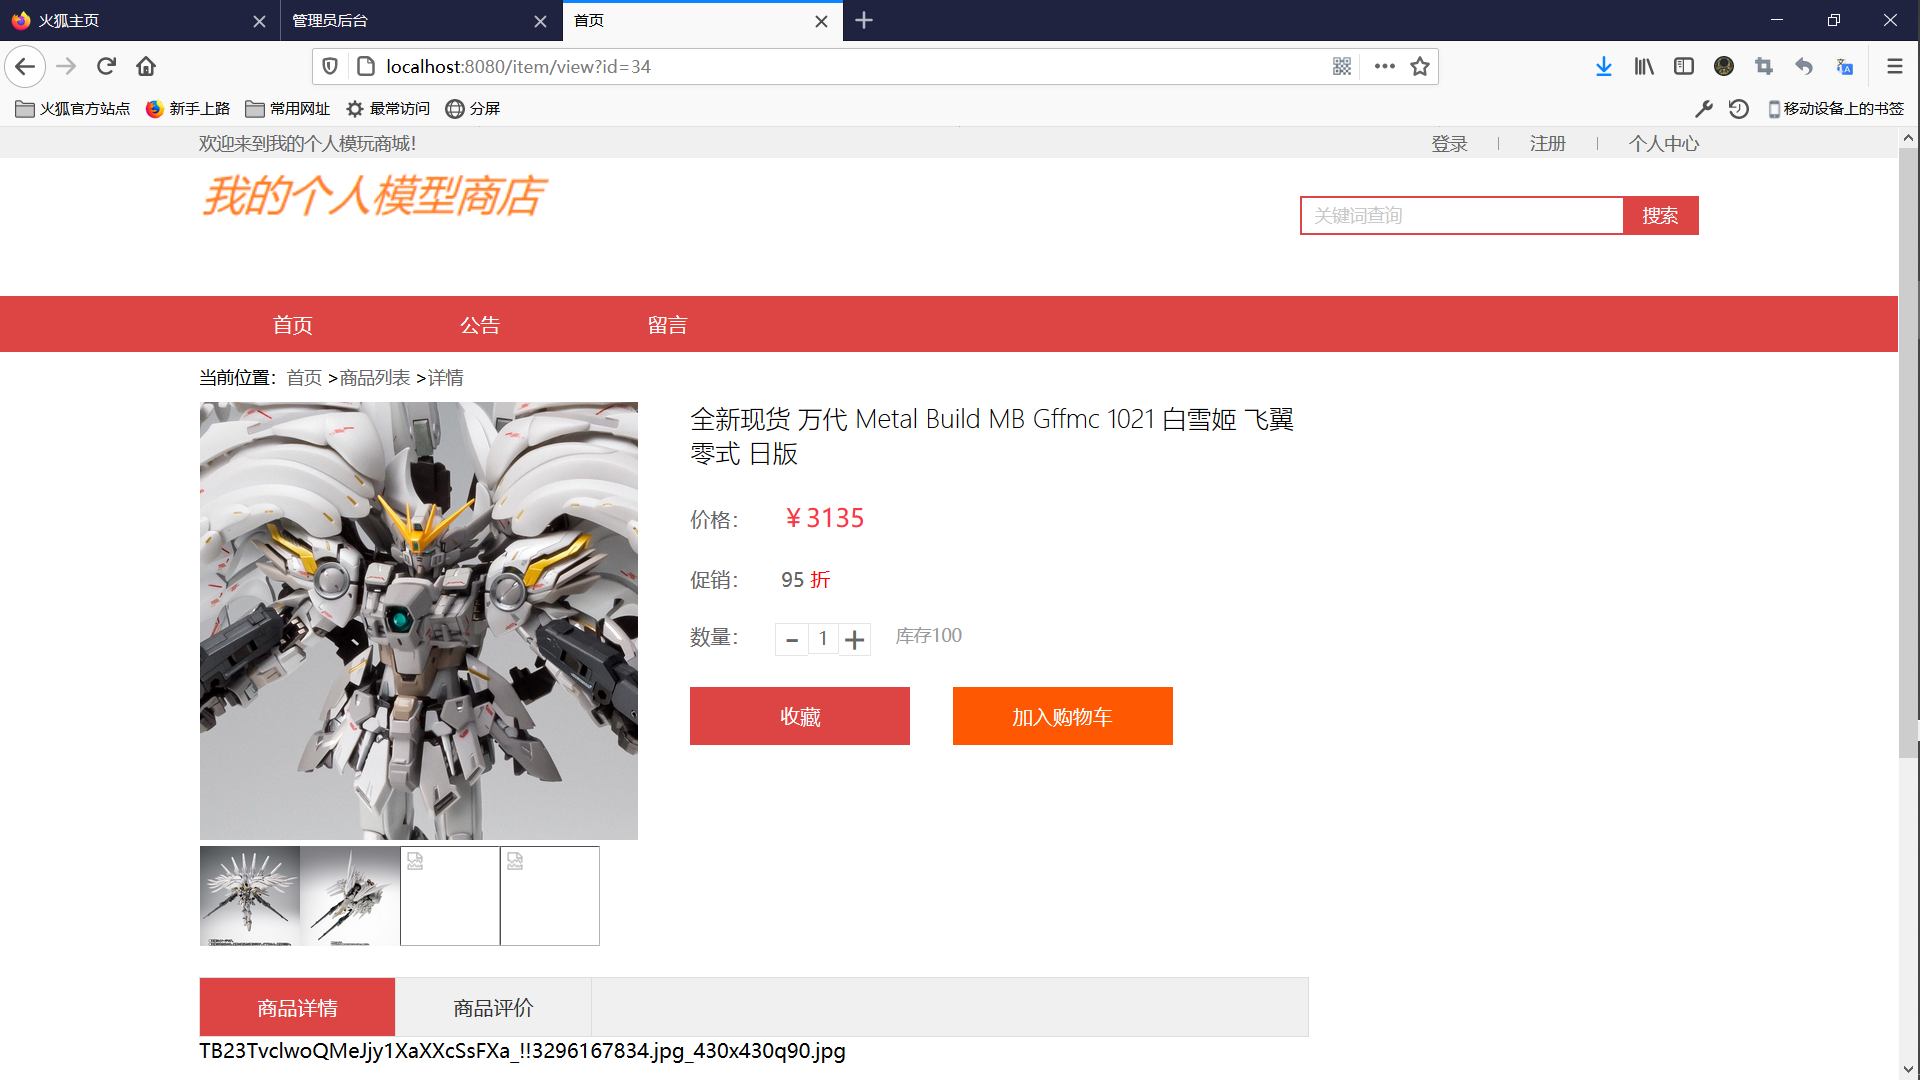 火狐主页
管理员后台
首页
localhost:8080/item/view?id=34
火狐官方站点
新手上路
常用网址
最常访问
分屏
移动设备上的书签
欢迎来到我的个人模玩商城！
登录
注册
个人中心
我的个人模型商店
关键词查询
搜索
首页
公告
留言
当前位置：首页 >商品列表 >详情
全新现货 万代 Metal Build MB Gffmc 1021 白雪姬 飞翼
零式 日版
价格：
¥3135
促销：
95 折
数量：
- 1 +
库存100
收藏
加入购物车
商品详情
商品评价
TB23TvclwoQMeJjy1XaXXcSsFXa_!!3296167834.jpg_430x430q90.jpg